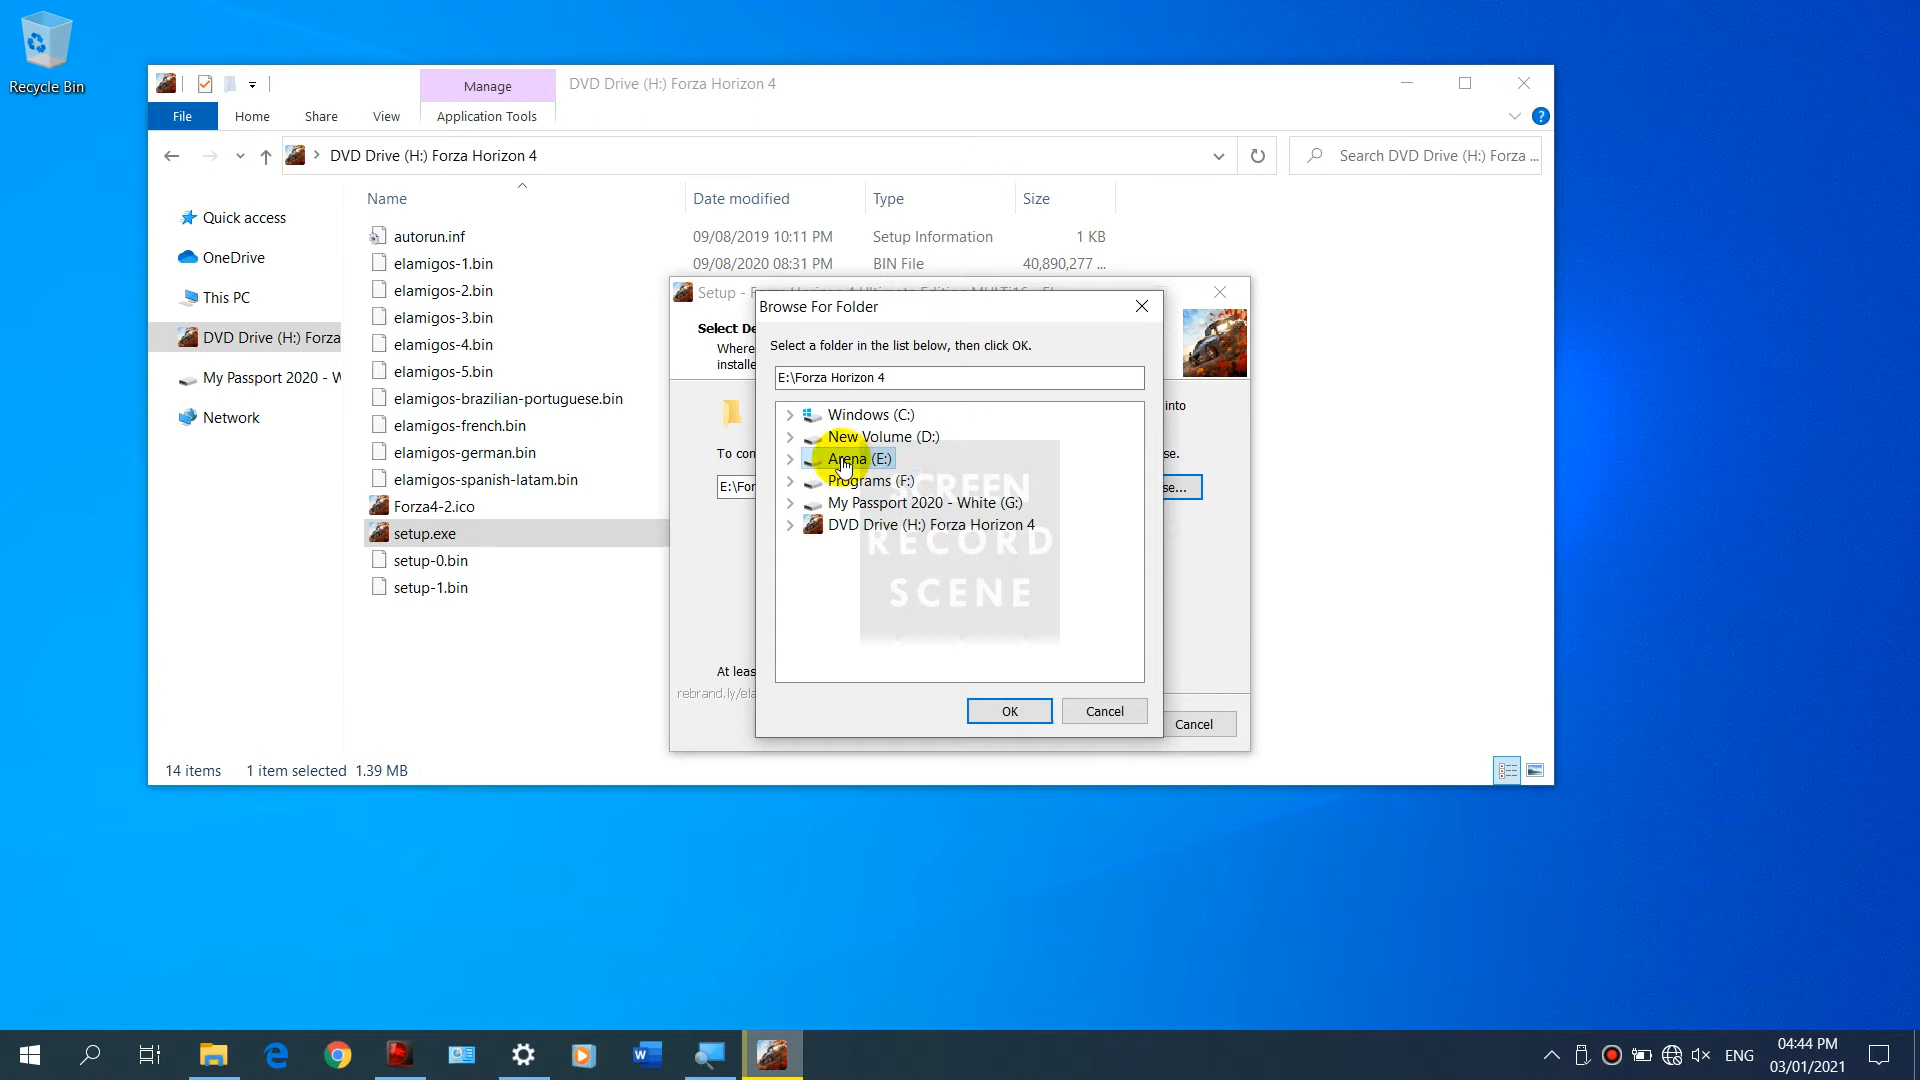 Recycle Bin
Manage
DVD Drive (H:) Forza Horizon 4
File
Home
Share
View
Application Tools
DVD Drive (H:) Forza Horizon 4
Search DVD Drive (H:) Forza ...
Name
Date modified
Type
Size
Quick access
OneDrive
This PC
DVD Drive (H:) Forza
My Passport 2020 - W
Network
autorun.inf
09/08/2019 10:11 PM
Setup Information
1 KB
elamigos-1.bin
09/08/2020 08:31 PM
BIN File
40,890,277 ...
elamigos-2.bin
elamigos-3.bin
elamigos-4.bin
elamigos-5.bin
elamigos-brazilian-portuguese.bin
elamigos-french.bin
elamigos-german.bin
elamigos-spanish-latam.bin
Forza4-2.ico
setup.exe
setup-0.bin
setup-1.bin
Setup -
Select De
Where
installe
into
To con
se.
E:\For
se...
At leas
rebrand.ly/ela
Cancel
Browse For Folder
Select a folder in the list below, then click OK.
E:\Forza Horizon 4
Windows (C:)
New Volume (D:)
Arena (E:)
Programs (F:)
My Passport 2020 - White (G:)
DVD Drive (H:) Forza Horizon 4
SCREEN
RECORD
SCENE
OK
Cancel
14 items
1 item selected 1.39 MB
ENG
04:44 PM
03/01/2021